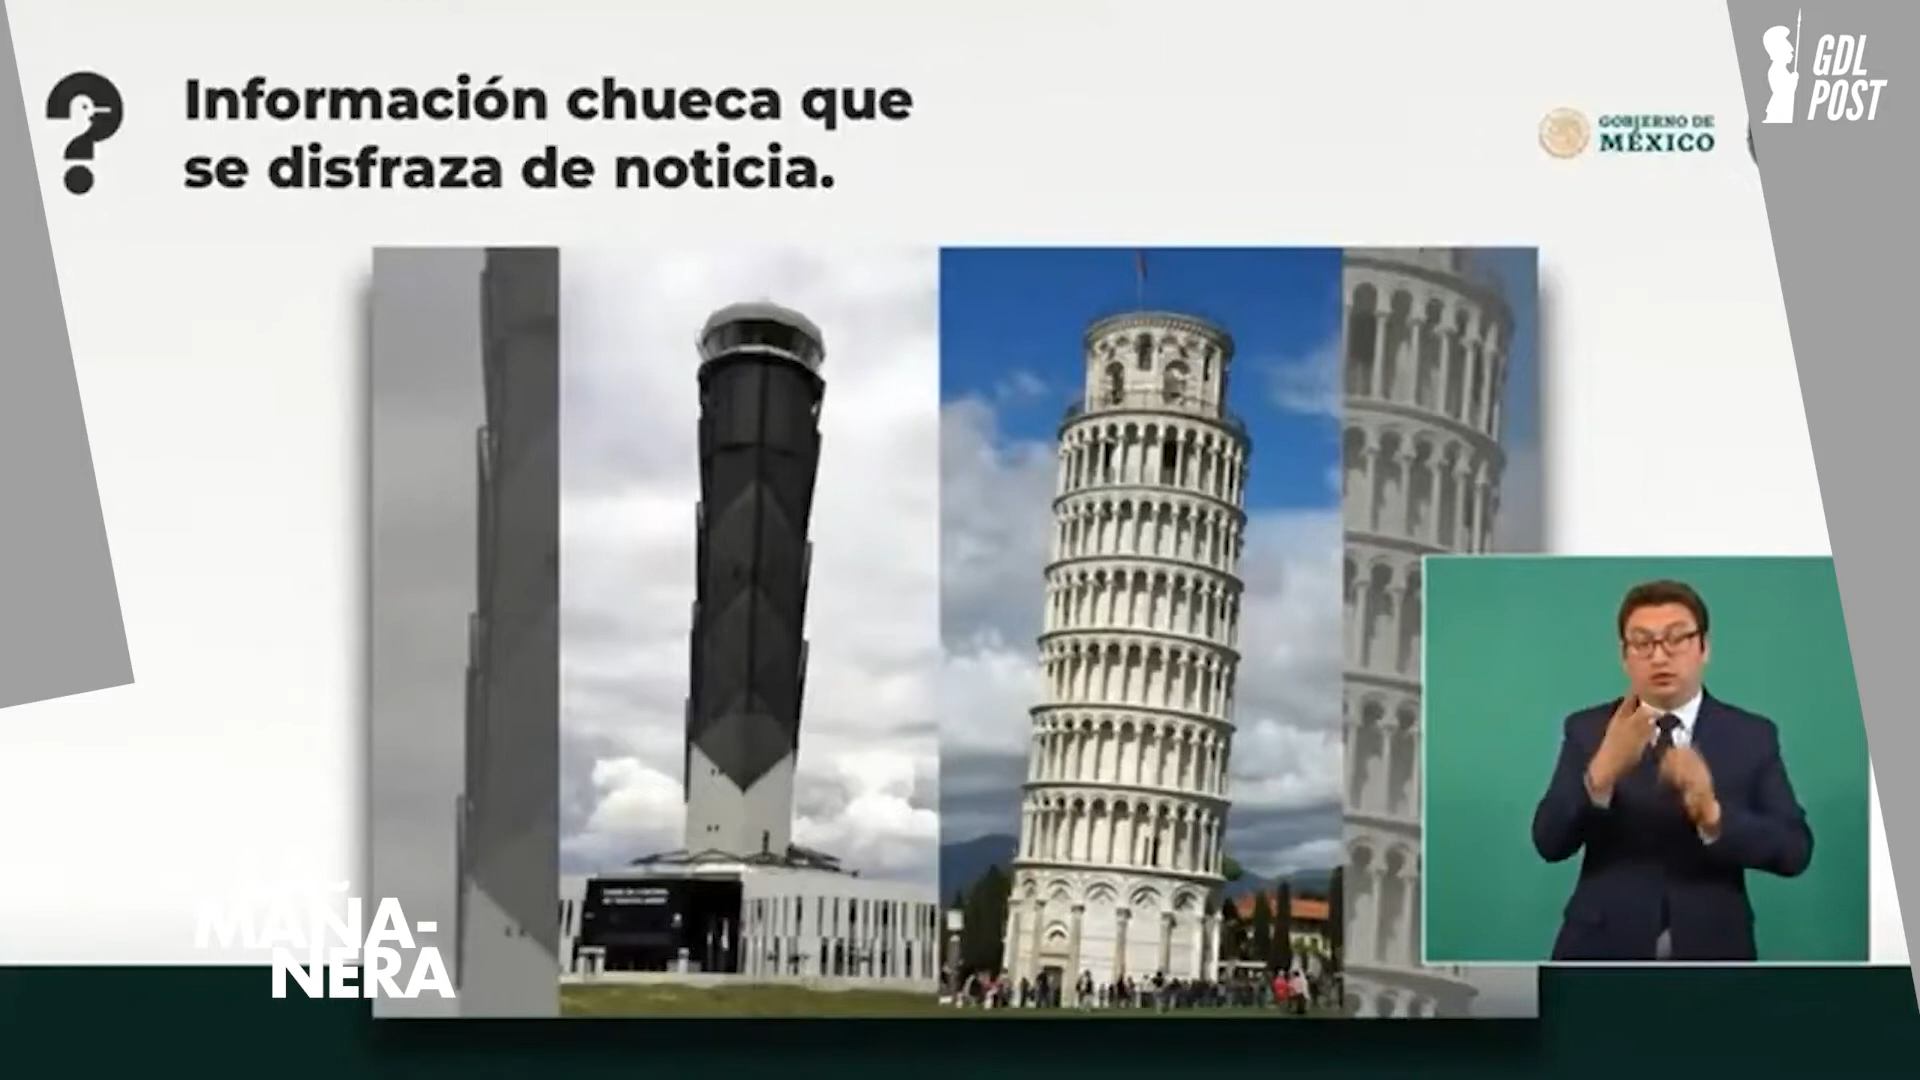 Información chueca que
se disfraza de noticia.
GOBIERNO DE
MÉXICO
GDL
POST
MAÑA-
NERA